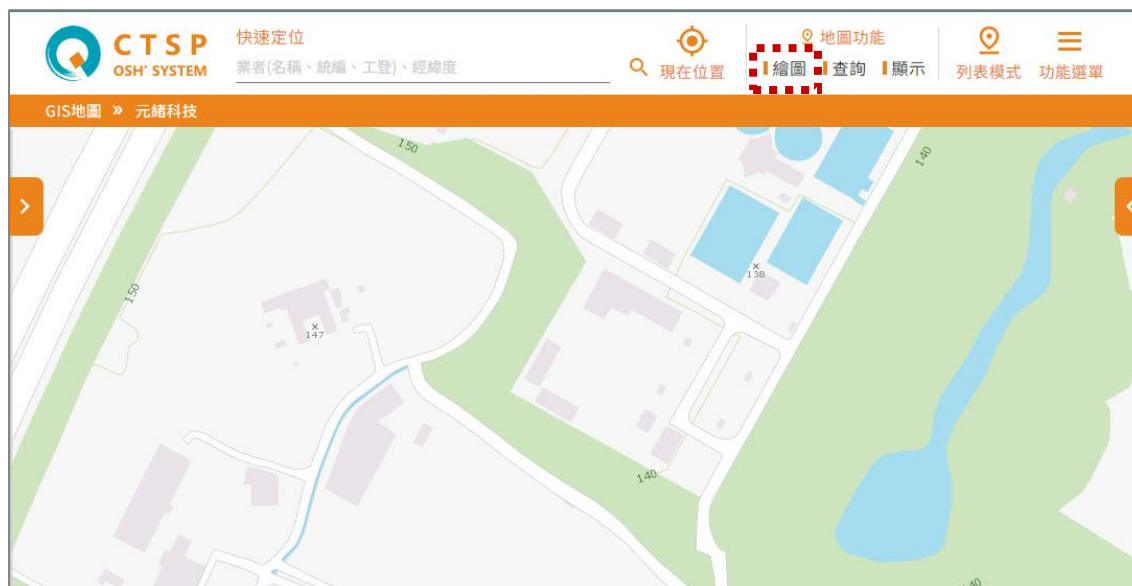 CTSP
OSH' SYSTEM
快速定位
業者(名稱、統編、工登)、經緯度
現在位置
地圖功能
繪圖 查詢 顯示
列表模式
功能選單
GIS地圖 » 元緒科技
150
140
138
150
147
140
40